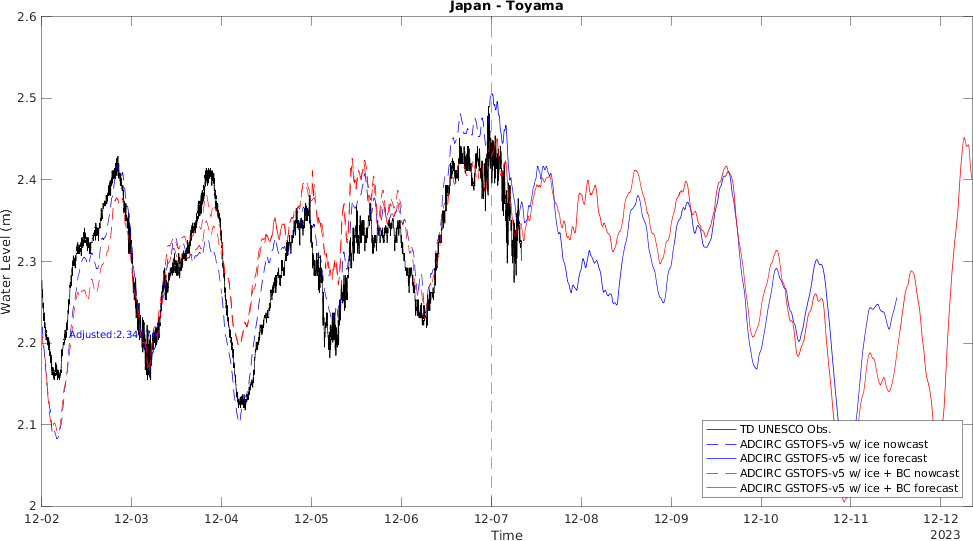 Japan - Toyama
2.6
2.5
2.4
2.3
2.2
2.1
2
Water Level (m)
Adjusted:2.34
12-02 12-03 12-04 12-05 12-06 12-07 12-08 12-09 12-10 12-11 12-12
2023
Time
TD UNESCO Obs.
ADCIRC GSTOFS-v5 w/ ice nowcast
ADCIRC GSTOFS-v5 w/ ice forecast
ADCIRC GSTOFS-v5 w/ ice + BC nowcast
ADCIRC GSTOFS-v5 w/ ice + BC forecast